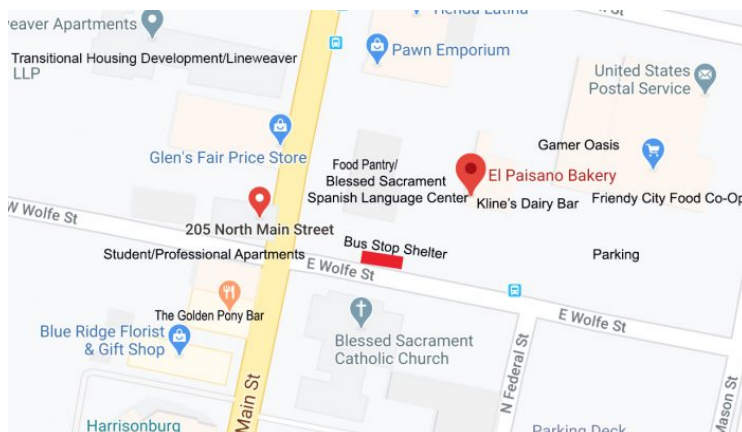 Tienda Latina
N St
eaver Apartments
Pawn Emporium
Transitional Housing Development/Lineweaver
LLP
United States
Postal Service
Glen's Fair Price Store
Gamer Oasis
Food Pantry/
Blessed Sacrament
Spanish Language Center
El Paisano Bakery
Kline's Dairy Bar
Friendy City Food Co-Op
W Wolfe St
205 North Main Street
Student/Professional Apartments
Bus Stop Shelter
Parking
E Wolfe St
The Golden Pony Bar
E Wolfe St
Blue Ridge Florist
& Gift Shop
Blessed Sacrament
Catholic Church
N Federal St
Main St
Mason St
Harrisonburg
Parking Deck